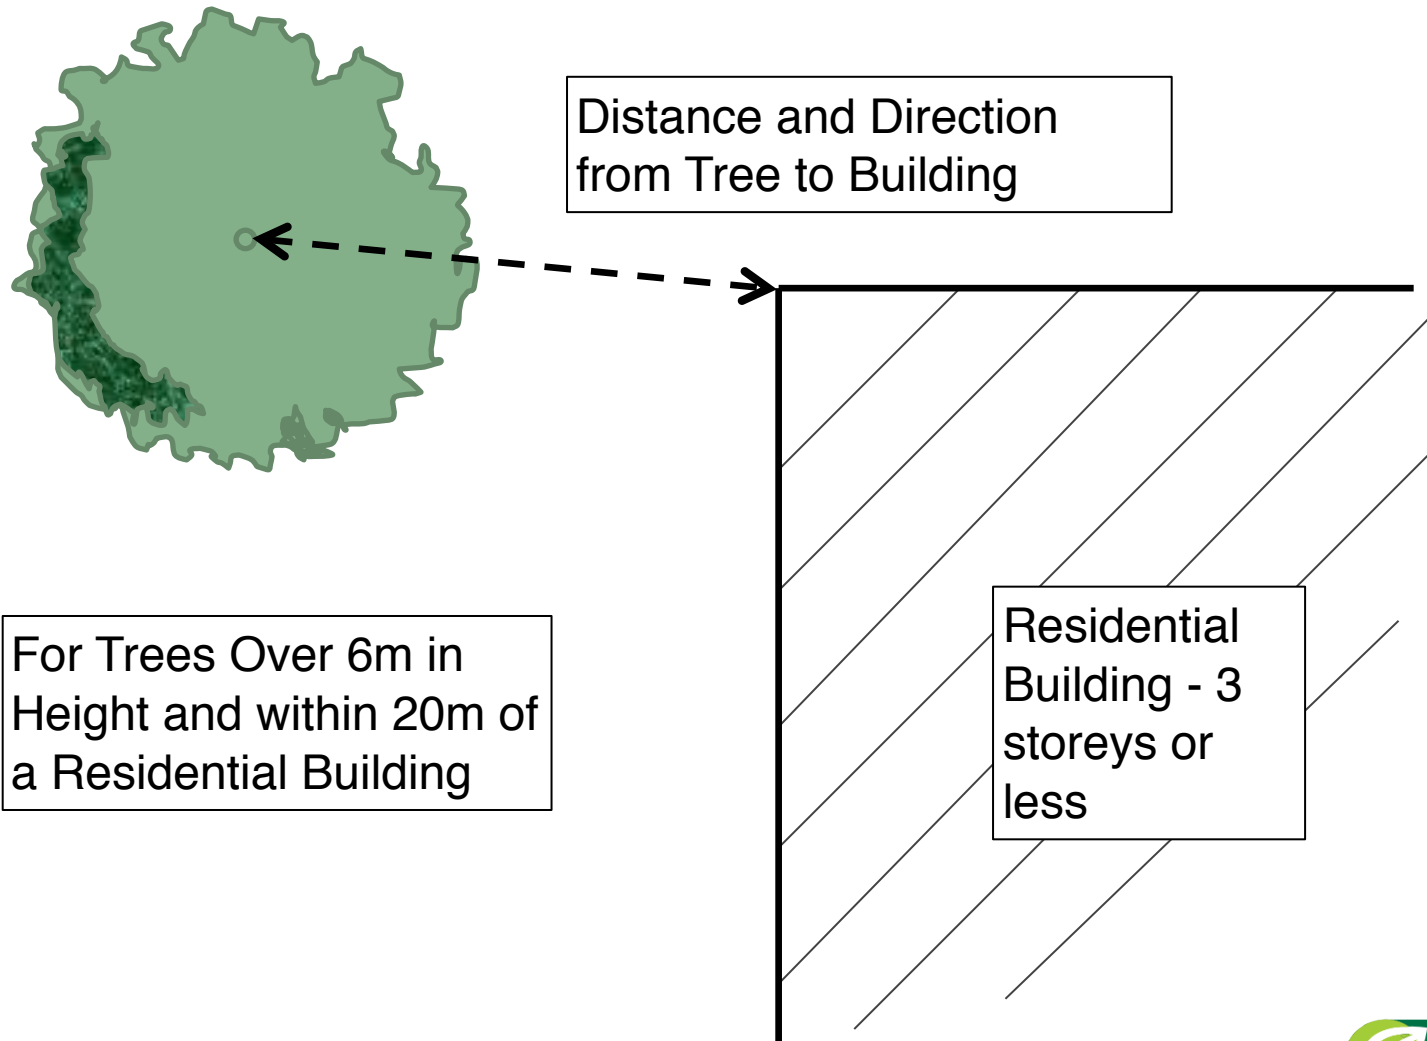 Distance and Direction
from Tree to Building
For Trees Over 6m in
Height and within 20m of
a Residential Building
Residential
Building - 3
storeys or
less